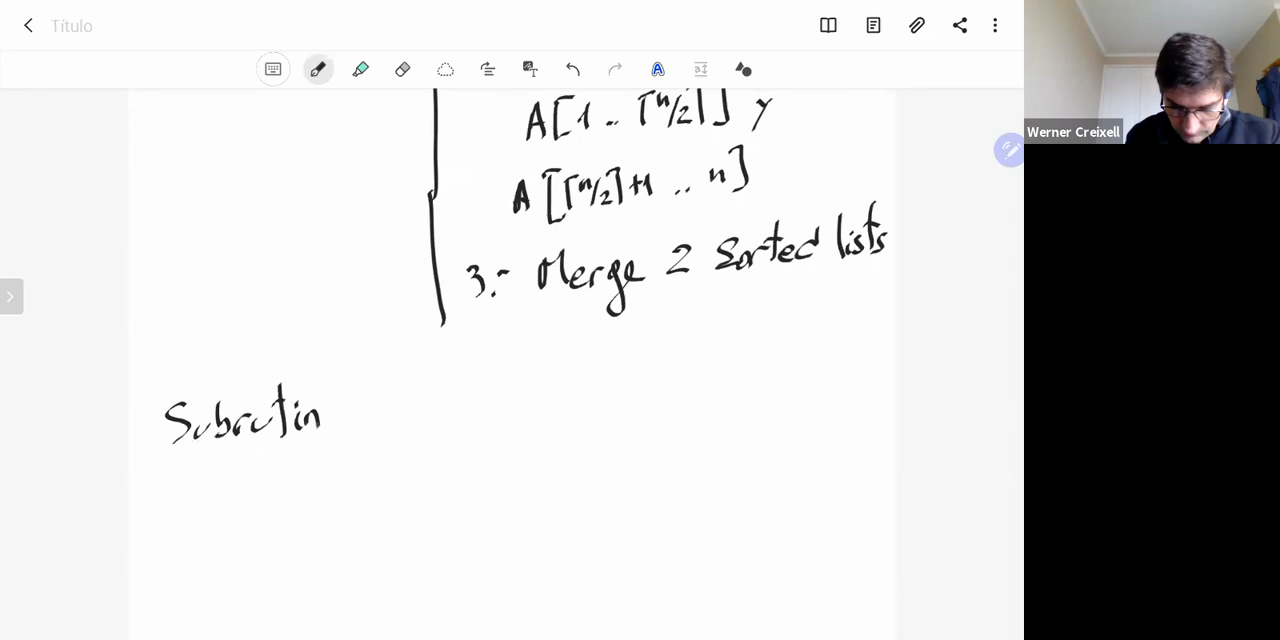 Título
A[1 .. ⌈n/2⌉] y
A[⌈n/2⌉+1 .. n]
3.- Merge 2 Sorted lists
Subrutin
Werner Creixell